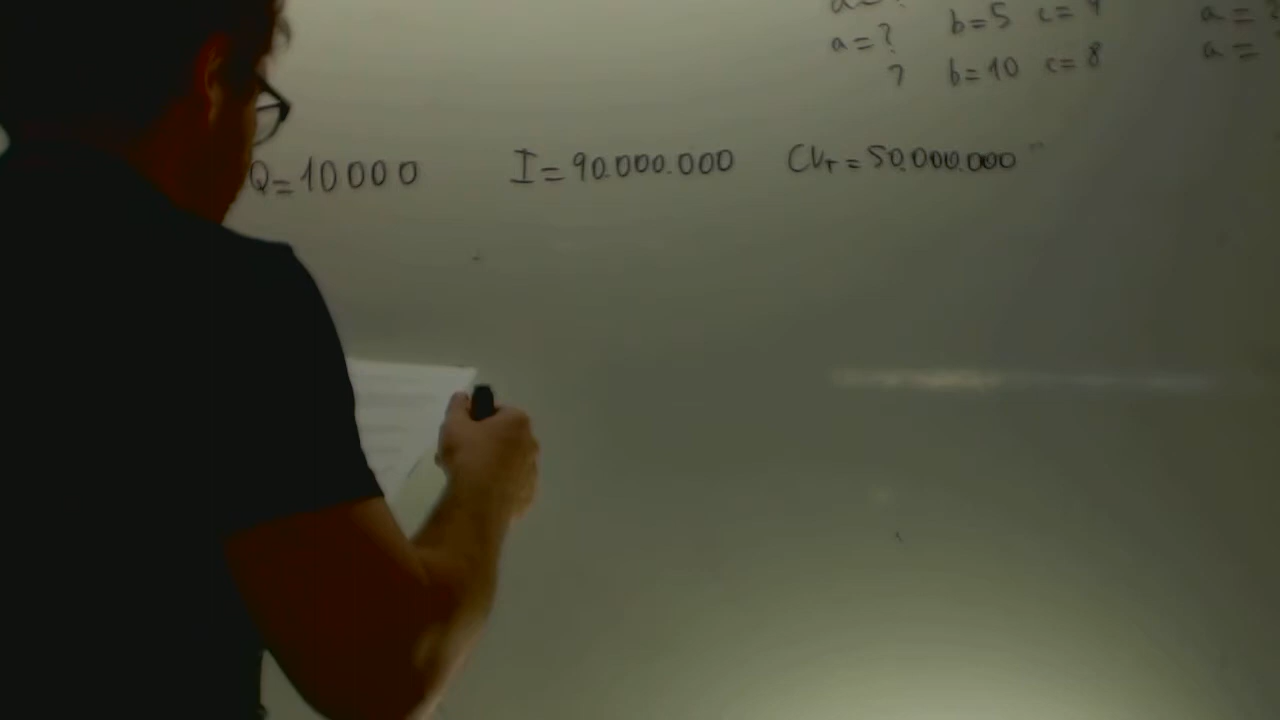 a=?
a=? b=5 c=4 a=
? b=10 c=8 a=
Q=10000 I=90.000.000 CVT=50.000.000